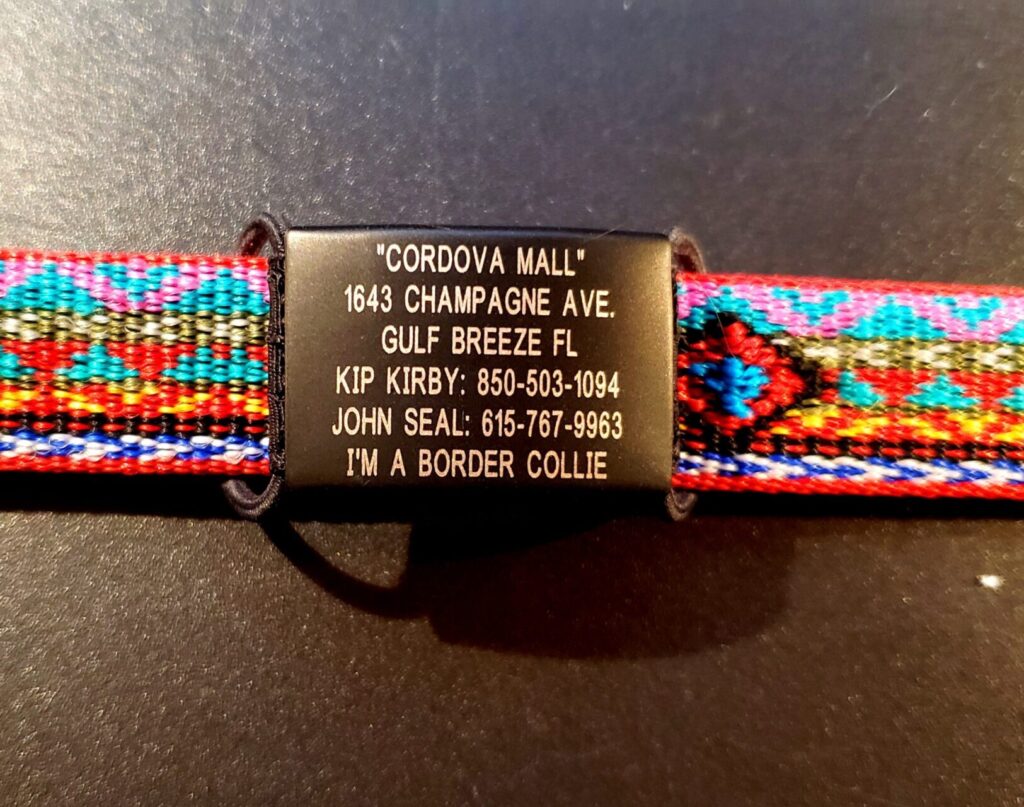 "CORDOVA MALL"
1643 CHAMPAGNE AVE.
GULF BREEZE FL
KIP KIRBY: 850-503-1094
JOHN SEAL: 615-767-9963
I'M A BORDER COLLIE